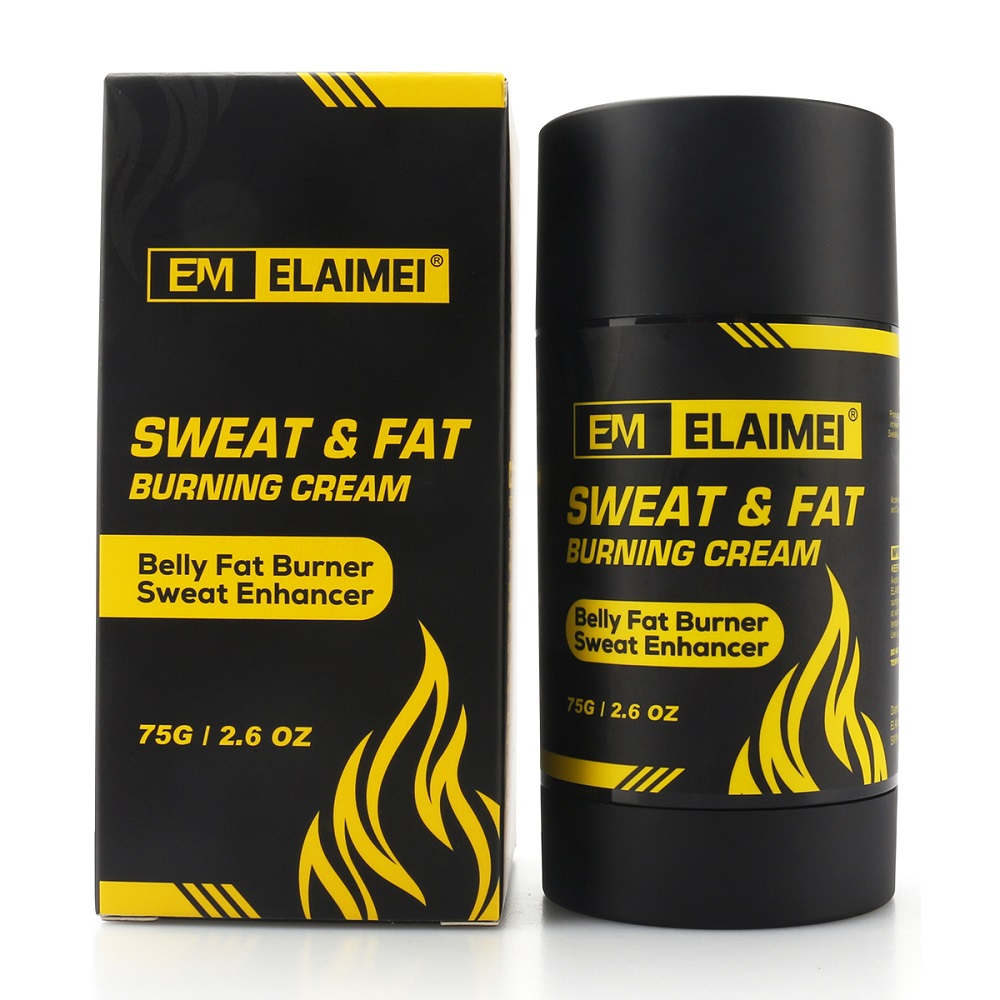 EM ELAIMEI®
SWEAT & FAT
BURNING CREAM
Belly Fat Burner
Sweat Enhancer
75G / 2.6 OZ
EM ELAIMEI®
SWEAT & FAT
BURNING CREAM
Belly Fat Burner
Sweat Enhancer
75G / 2.6 OZ